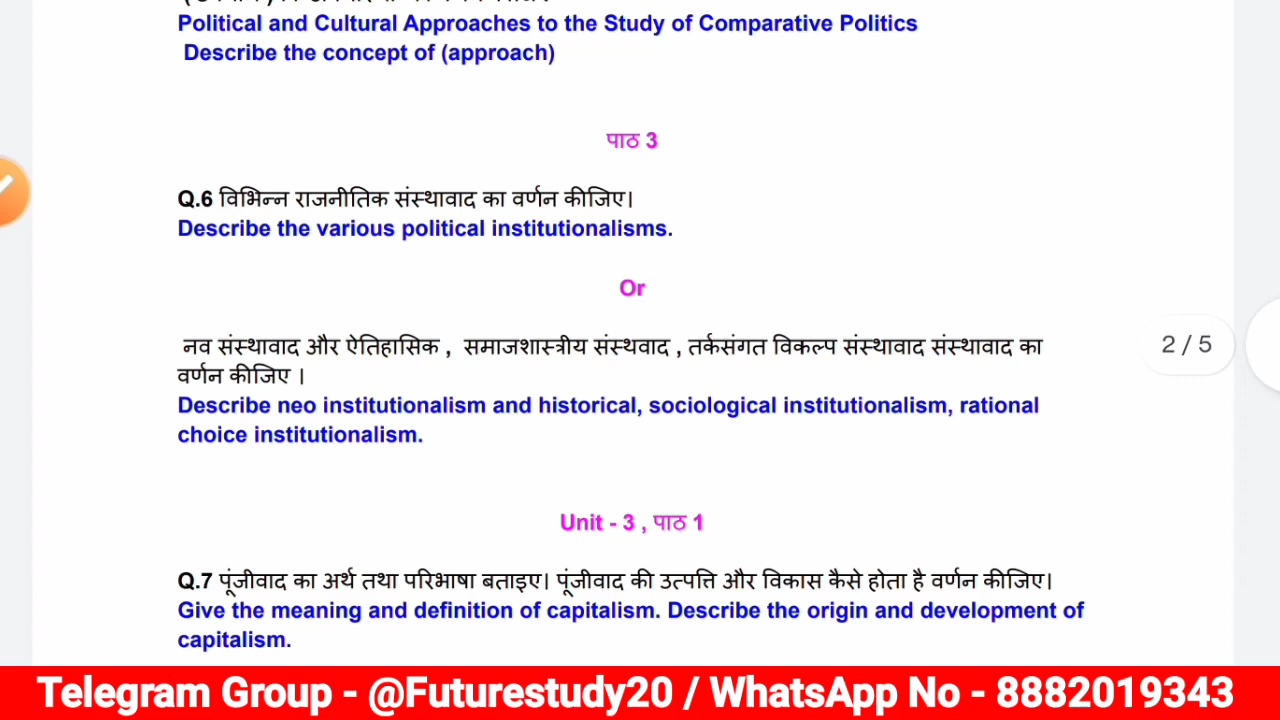 Political and Cultural Approaches to the Study of Comparative Politics
Describe the concept of (approach)
पाठ 3
Q.6 विभिन्न राजनीतिक संस्थावाद का वर्णन कीजिए।
Describe the various political institutionalisms.
Or
नव संस्थावाद और ऐतिहासिक , समाजशास्त्रीय संस्थवाद , तर्कसंगत विकल्प संस्थावाद संस्थावाद का
वर्णन कीजिए ।
2 / 5
Describe neo institutionalism and historical, sociological institutionalism, rational
choice institutionalism.
Unit - 3 , पाठ 1
Q.7 पूंजीवाद का अर्थ तथा परिभाषा बताइए। पूंजीवाद की उत्पत्ति और विकास कैसे होता है वर्णन कीजिए।
Give the meaning and definition of capitalism. Describe the origin and development of
capitalism.
Telegram Group - @Futurestudy20 / WhatsApp No - 8882019343